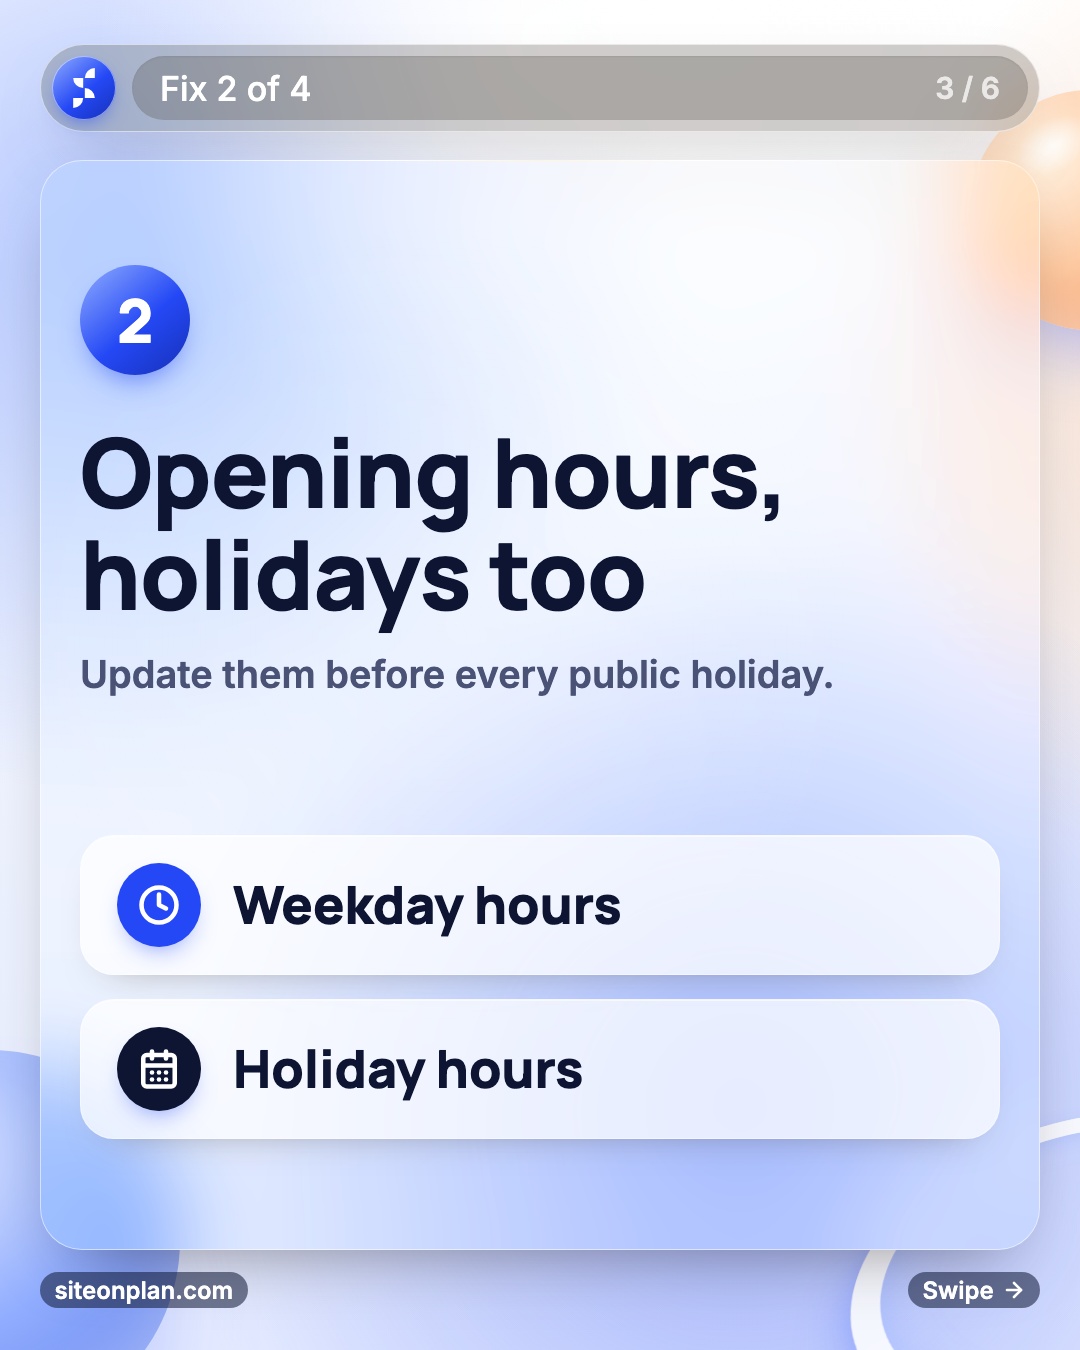 Fix 2 of 4
3 / 6
2
Opening hours,
holidays too
Update them before every public holiday.
Weekday hours
Holiday hours
siteonplan.com
Swipe →